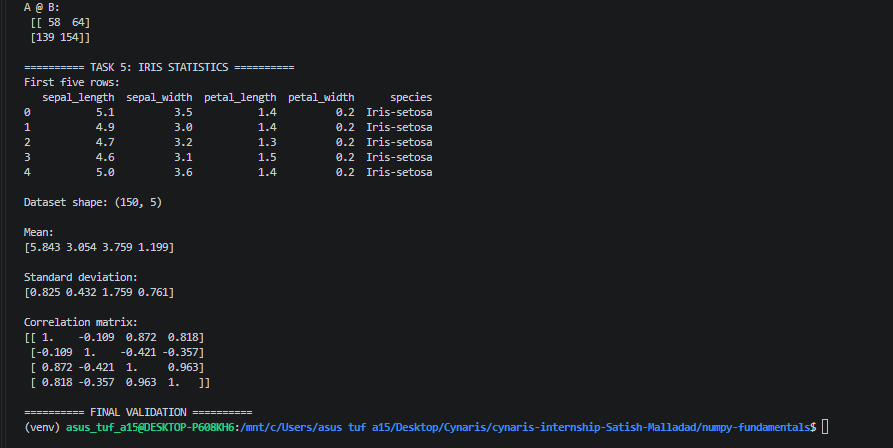 A @ B:
 [[ 58  64]
 [139 154]]
========== TASK 5: IRIS STATISTICS ==========
First five rows:
   sepal_length  sepal_width  petal_length  petal_width      species
0           5.1          3.5           1.4          0.2  Iris-setosa
1           4.9          3.0           1.4          0.2  Iris-setosa
2           4.7          3.2           1.3          0.2  Iris-setosa
3           4.6          3.1           1.5          0.2  Iris-setosa
4           5.0          3.6           1.4          0.2  Iris-setosa
Dataset shape: (150, 5)
Mean:
[5.843 3.054 3.759 1.199]
Standard deviation:
[0.825 0.432 1.759 0.761]
Correlation matrix:
[[ 1.    -0.109  0.872  0.818]
 [-0.109  1.    -0.421 -0.357]
 [ 0.872 -0.421  1.     0.963]
 [ 0.818 -0.357  0.963  1.   ]]
========== FINAL VALIDATION ==========
(venv) asus_tuf_a15@DESKTOP-P608KH6:/mnt/c/Users/asus tuf a15/Desktop/Cynaris/cynaris-internship-Satish-Malladad/numpy-fundamentals$